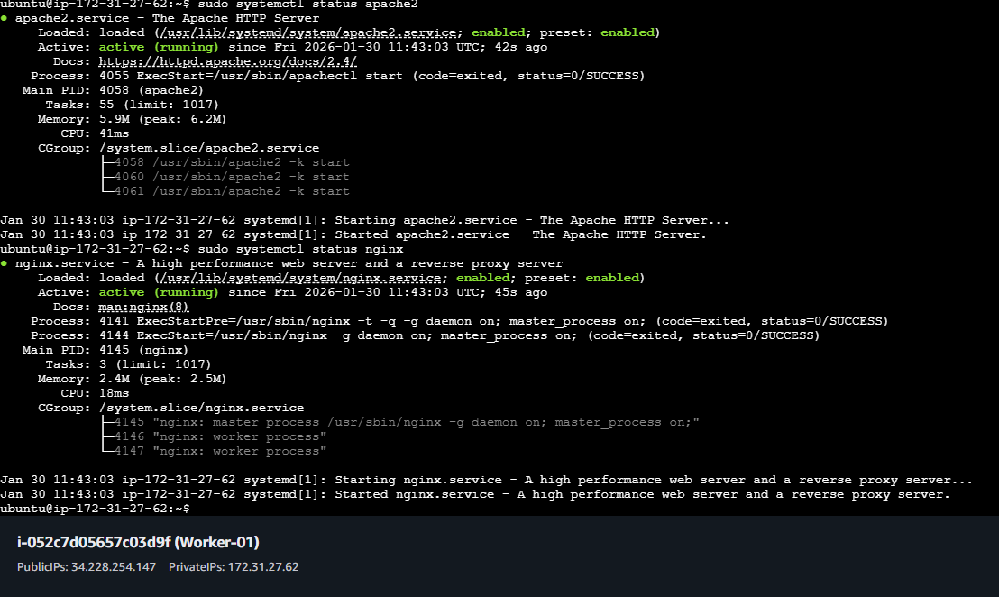 ubuntu@ip-172-31-27-62:~$ sudo systemctl status apache2
● apache2.service - The Apache HTTP Server
Loaded: loaded (/usr/lib/systemd/system/apache2.service; enabled; preset: enabled)
Active: active (running) since Fri 2026-01-30 11:43:03 UTC; 42s ago
Docs: https://httpd.apache.org/docs/2.4/
Process: 4055 ExecStart=/usr/sbin/apachectl start (code=exited, status=0/SUCCESS)
Main PID: 4058 (apache2)
Tasks: 55 (limit: 1017)
Memory: 5.9M (peak: 6.2M)
CPU: 41ms
CGroup: /system.slice/apache2.service
├─4058 /usr/sbin/apache2 -k start
├─4060 /usr/sbin/apache2 -k start
└─4061 /usr/sbin/apache2 -k start
Jan 30 11:43:03 ip-172-31-27-62 systemd[1]: Starting apache2.service - The Apache HTTP Server...
Jan 30 11:43:03 ip-172-31-27-62 systemd[1]: Started apache2.service - The Apache HTTP Server.
ubuntu@ip-172-31-27-62:~$ sudo systemctl status nginx
● nginx.service - A high performance web server and a reverse proxy server
Loaded: loaded (/usr/lib/systemd/system/nginx.service; enabled; preset: enabled)
Active: active (running) since Fri 2026-01-30 11:43:03 UTC; 45s ago
Docs: man:nginx(8)
Process: 4141 ExecStartPre=/usr/sbin/nginx -t -q -g daemon on; master_process on; (code=exited, status=0/SUCCESS)
Process: 4144 ExecStart=/usr/sbin/nginx -g daemon on; master_process on; (code=exited, status=0/SUCCESS)
Main PID: 4145 (nginx)
Tasks: 3 (limit: 1017)
Memory: 2.4M (peak: 2.5M)
CPU: 18ms
CGroup: /system.slice/nginx.service
├─4145 "nginx: master process /usr/sbin/nginx -g daemon on; master_process on;"
├─4146 "nginx: worker process"
└─4147 "nginx: worker process"
Jan 30 11:43:03 ip-172-31-27-62 systemd[1]: Starting nginx.service - A high performance web server and a reverse proxy server...
Jan 30 11:43:03 ip-172-31-27-62 systemd[1]: Started nginx.service - A high performance web server and a reverse proxy server.
ubuntu@ip-172-31-27-62:~$
i-052c7d05657c03d9f (Worker-01)
PublicIPs: 34.228.254.147 PrivateIPs: 172.31.27.62